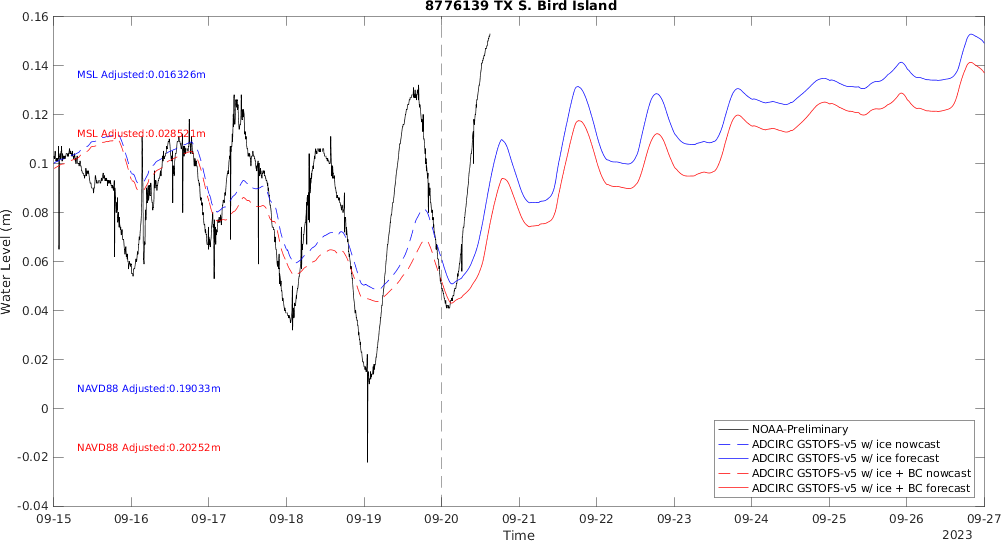 8776139 TX S. Bird Island
0.16
0.14
0.12
0.1
0.08
0.06
0.04
0.02
0
-0.02
-0.04
Water Level (m)
MSL Adjusted:0.016326m
MSL Adjusted:0.028521m
NAVD88 Adjusted:0.19033m
NAVD88 Adjusted:0.20252m
NOAA-Preliminary
ADCIRC GSTOFS-v5 w/ ice nowcast
ADCIRC GSTOFS-v5 w/ ice forecast
ADCIRC GSTOFS-v5 w/ ice + BC nowcast
ADCIRC GSTOFS-v5 w/ ice + BC forecast
09-15 09-16 09-17 09-18 09-19 09-20 09-21 09-22 09-23 09-24 09-25 09-26 09-27
Time
2023